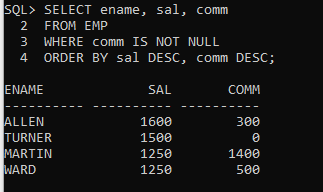 SQL> SELECT ename, sal, comm
  2  FROM EMP
  3  WHERE comm IS NOT NULL
  4  ORDER BY sal DESC, comm DESC;
ENAME             SAL       COMM
---------- ---------- ----------
ALLEN            1600        300
TURNER           1500          0
MARTIN           1250       1400
WARD             1250        500